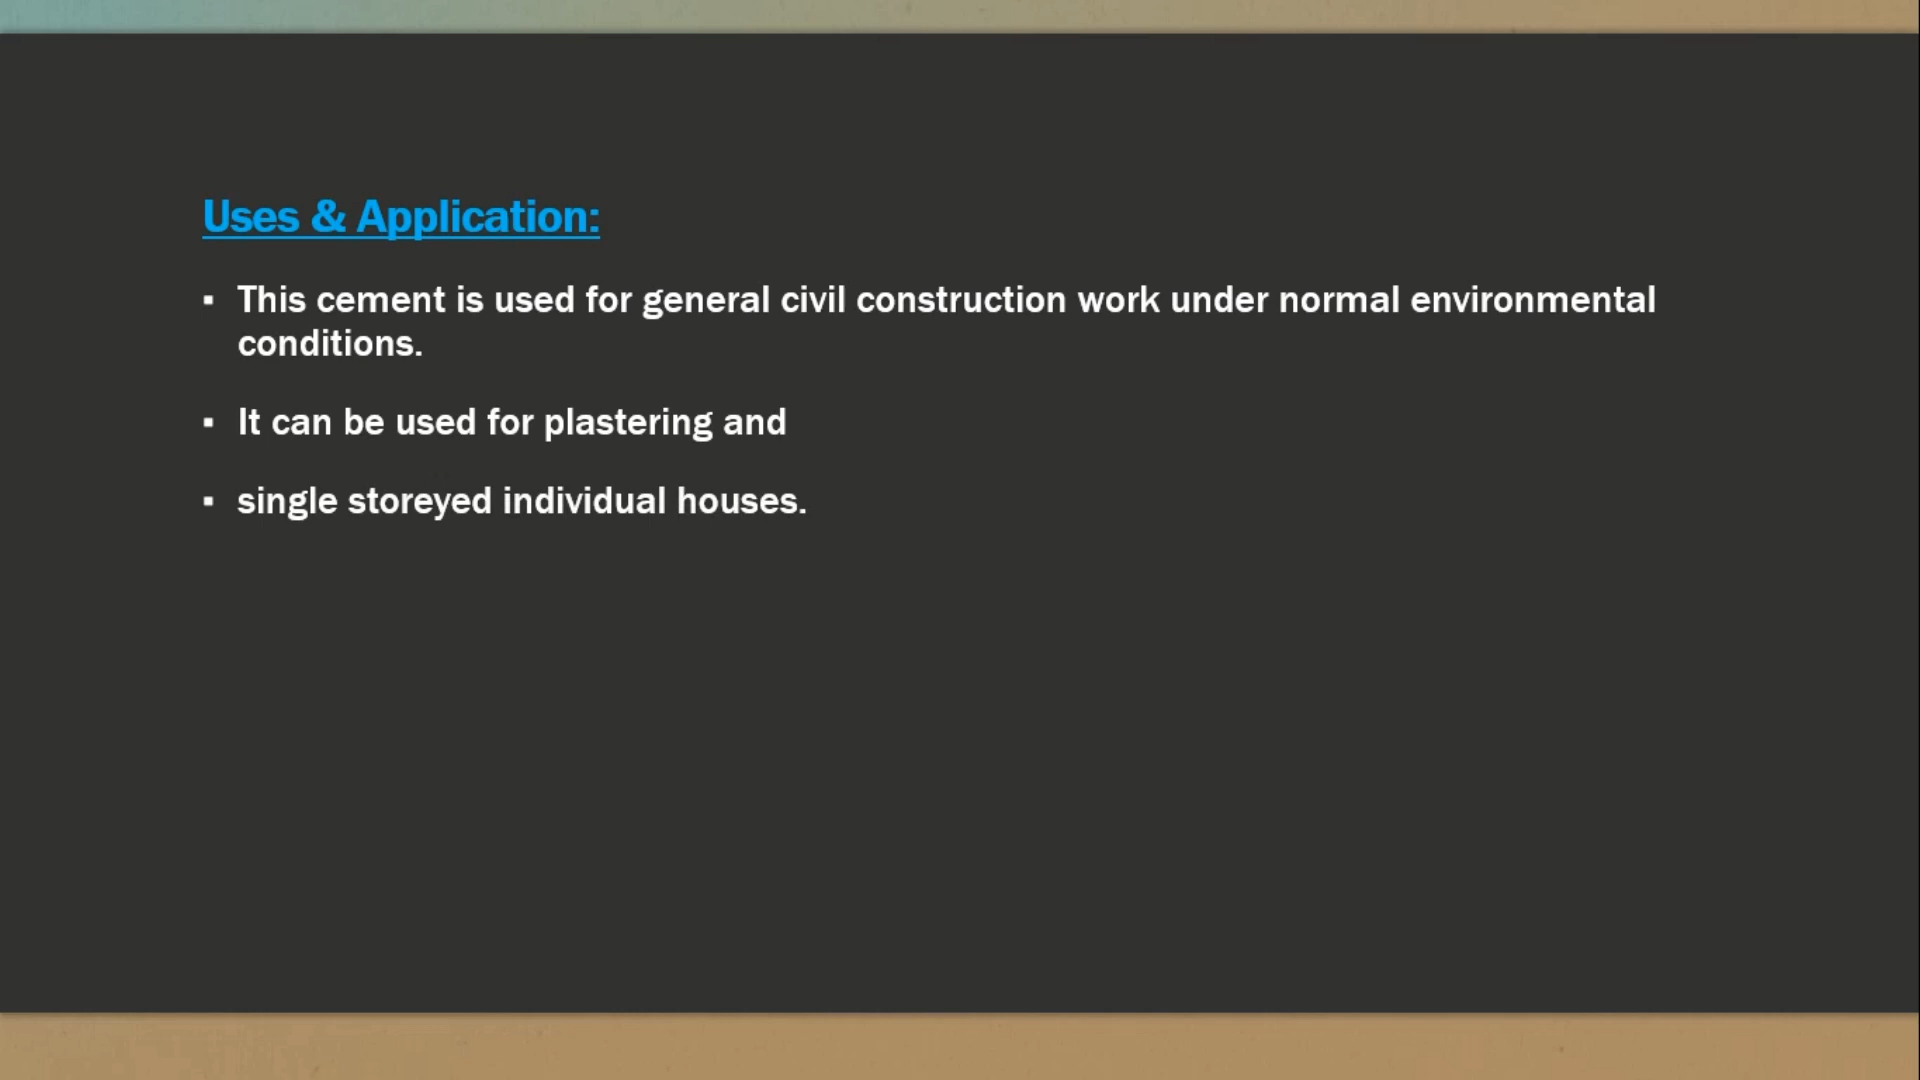 Uses & Application:
▪ This cement is used for general civil construction work under normal environmental
conditions.
▪ It can be used for plastering and
▪ single storeyed individual houses.